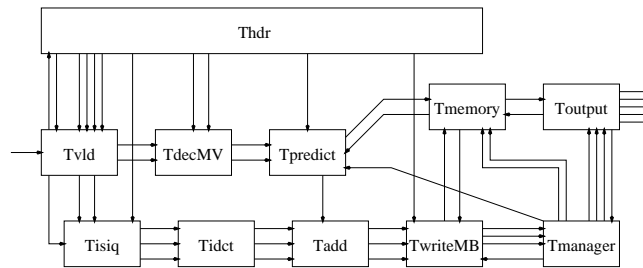 Thdr
Tmemory
Toutput
Tvld
TdecMV
Tpredict
Tisiq
Tidct
Tadd
TwriteMB
Tmanager